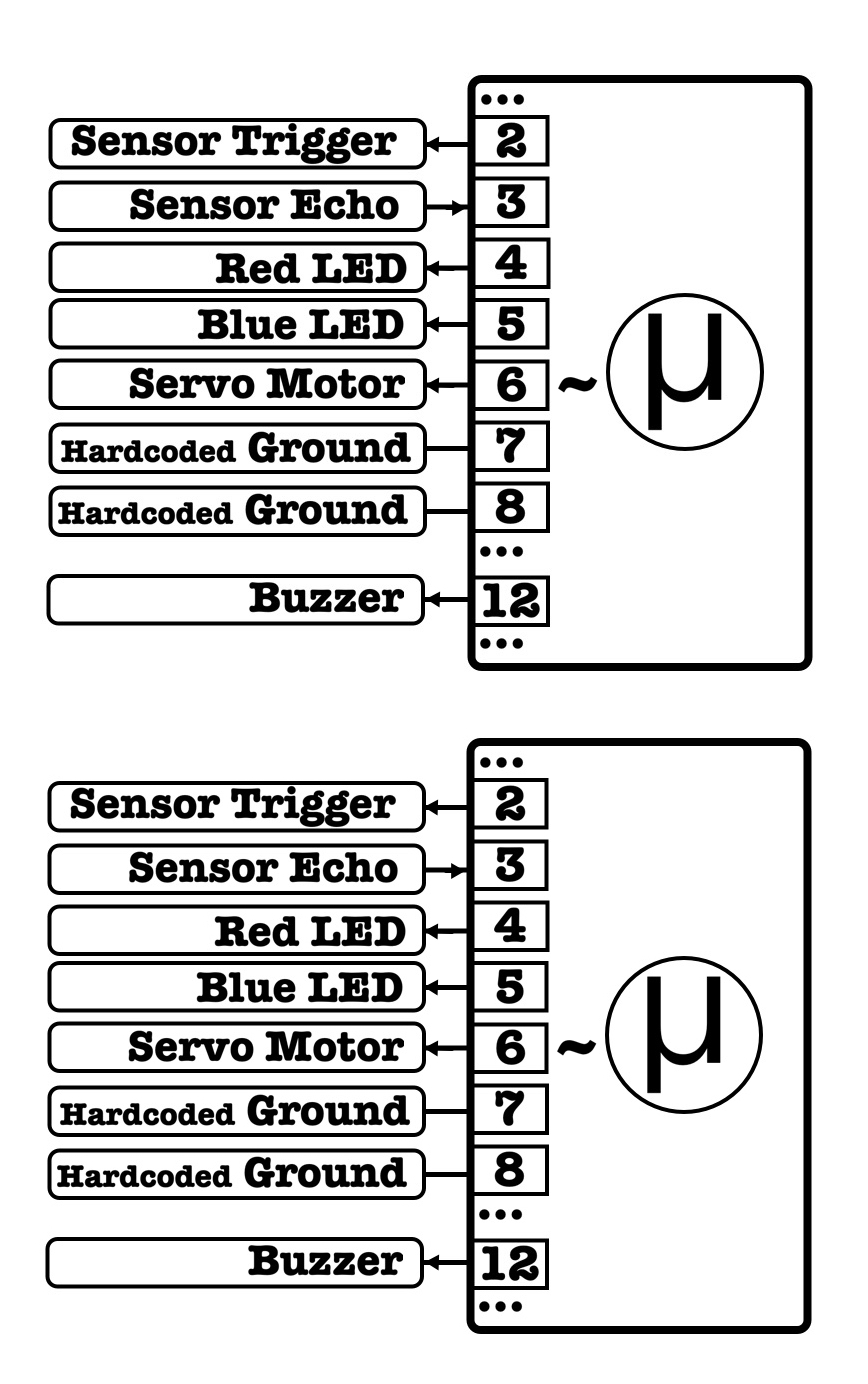 •••
Sensor Trigger 2
Sensor Echo 3
Red LED 4
Blue LED 5
Servo Motor 6 ~ µ
Hardcoded Ground 7
Hardcoded Ground 8
•••
Buzzer 12
•••
•••
Sensor Trigger 2
Sensor Echo 3
Red LED 4
Blue LED 5
Servo Motor 6 ~ µ
Hardcoded Ground 7
Hardcoded Ground 8
•••
Buzzer 12
•••